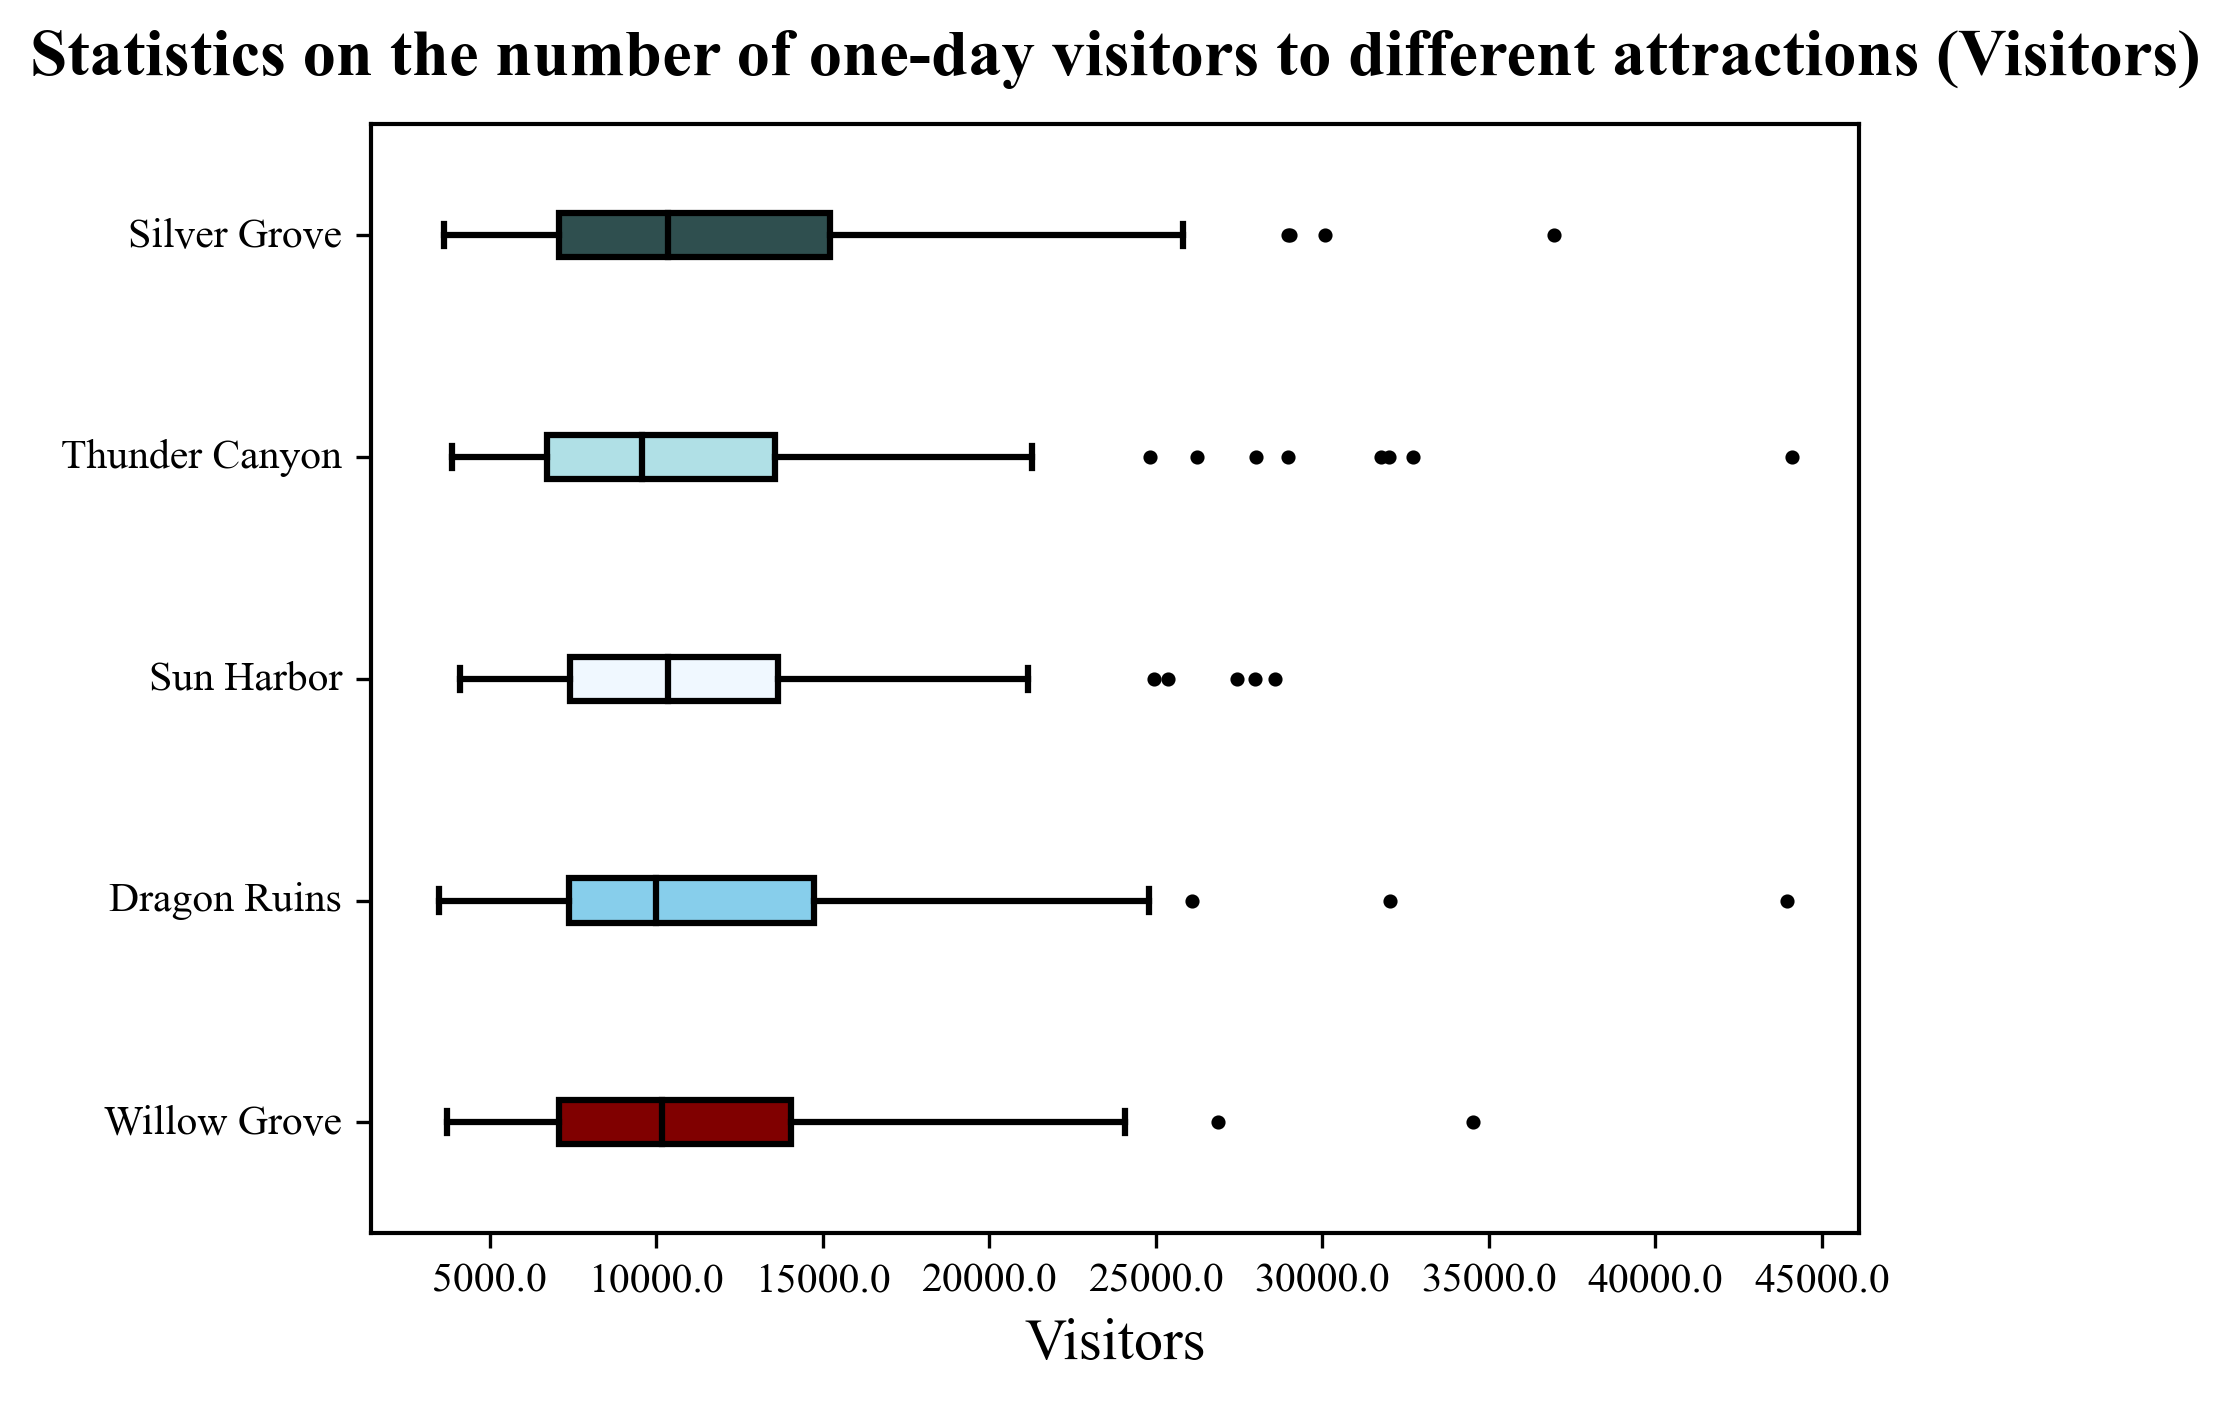 Statistics on the number of one-day visitors to different attractions (Visitors)
Silver Grove
Thunder Canyon
Sun Harbor
Dragon Ruins
Willow Grove
5000.0 10000.0 15000.0 20000.0 25000.0 30000.0 35000.0 40000.0 45000.0
Visitors